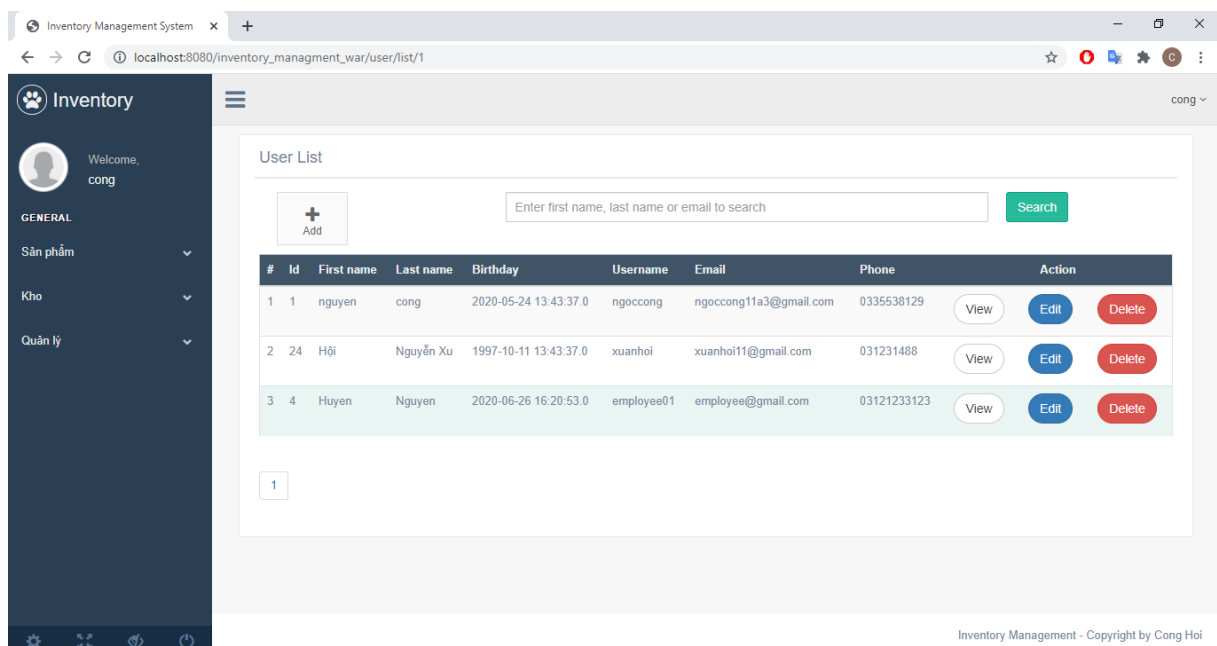 Inventory Management System
localhost:8080/inventory_managment_war/user/list/1
C
Inventory
cong
Welcome,
cong
GENERAL
Sản phẩm
Kho
Quản lý
User List
Add
Enter first name, last name or email to search
Search
# Id First name Last name Birthday Username Email Phone Action
1 1 nguyen cong 2020-05-24 13:43:37.0 ngoccong ngoccong11a3@gmail.com 0335538129 View Edit Delete
2 24 Hội Nguyễn Xu 1997-10-11 13:43:37.0 xuanhoi xuanhoi11@gmail.com 031231488 View Edit Delete
3 4 Huyen Nguyen 2020-06-26 16:20:53.0 employee01 employee@gmail.com 03121233123 View Edit Delete
1
Inventory Management - Copyright by Cong Hoi